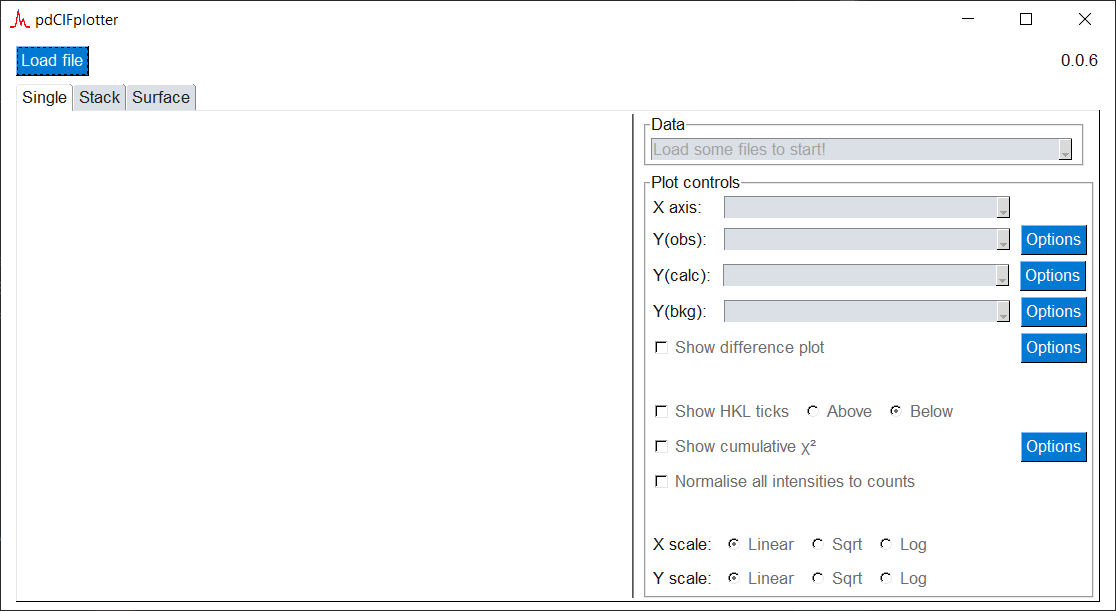 pdCIFplotter
Load file 0.0.6
Single Stack Surface
Data
Load some files to start!
Plot controls
X axis:
Y(obs): Options
Y(calc): Options
Y(bkg): Options
Show difference plot Options
Show HKL ticks Above Below
Show cumulative χ² Options
Normalise all intensities to counts
X scale: Linear Sqrt Log
Y scale: Linear Sqrt Log